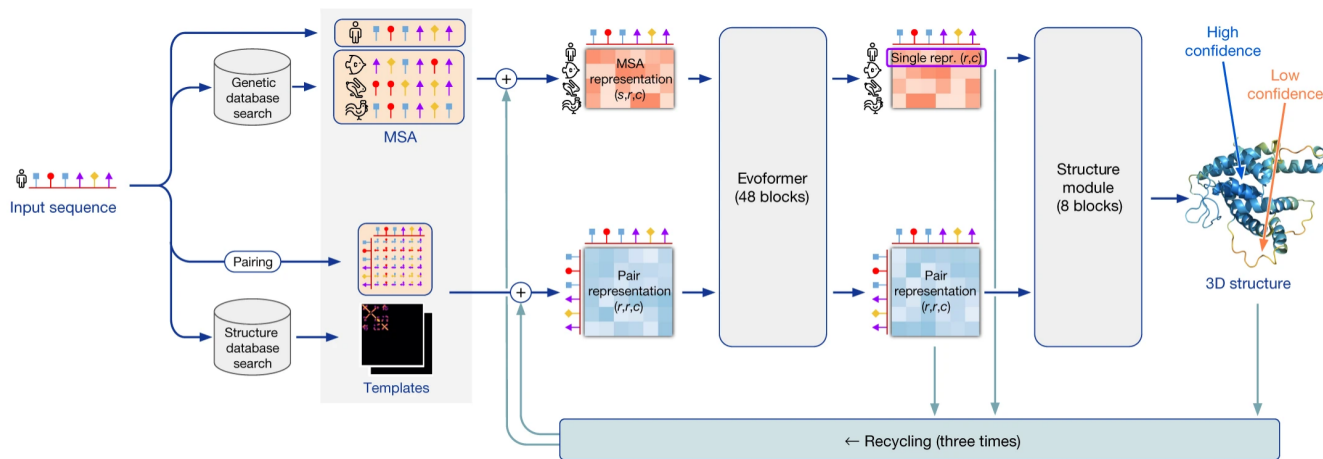 Input sequence
Genetic
database
search
MSA
Pairing
Structure
database
search
Templates
+
+
MSA
representation
(s,r,c)
Pair
representation
(r,r,c)
Evoformer
(48 blocks)
Single repr. (r,c)
Pair
representation
(r,r,c)
Structure
module
(8 blocks)
High
confidence
Low
confidence
3D structure
← Recycling (three times)